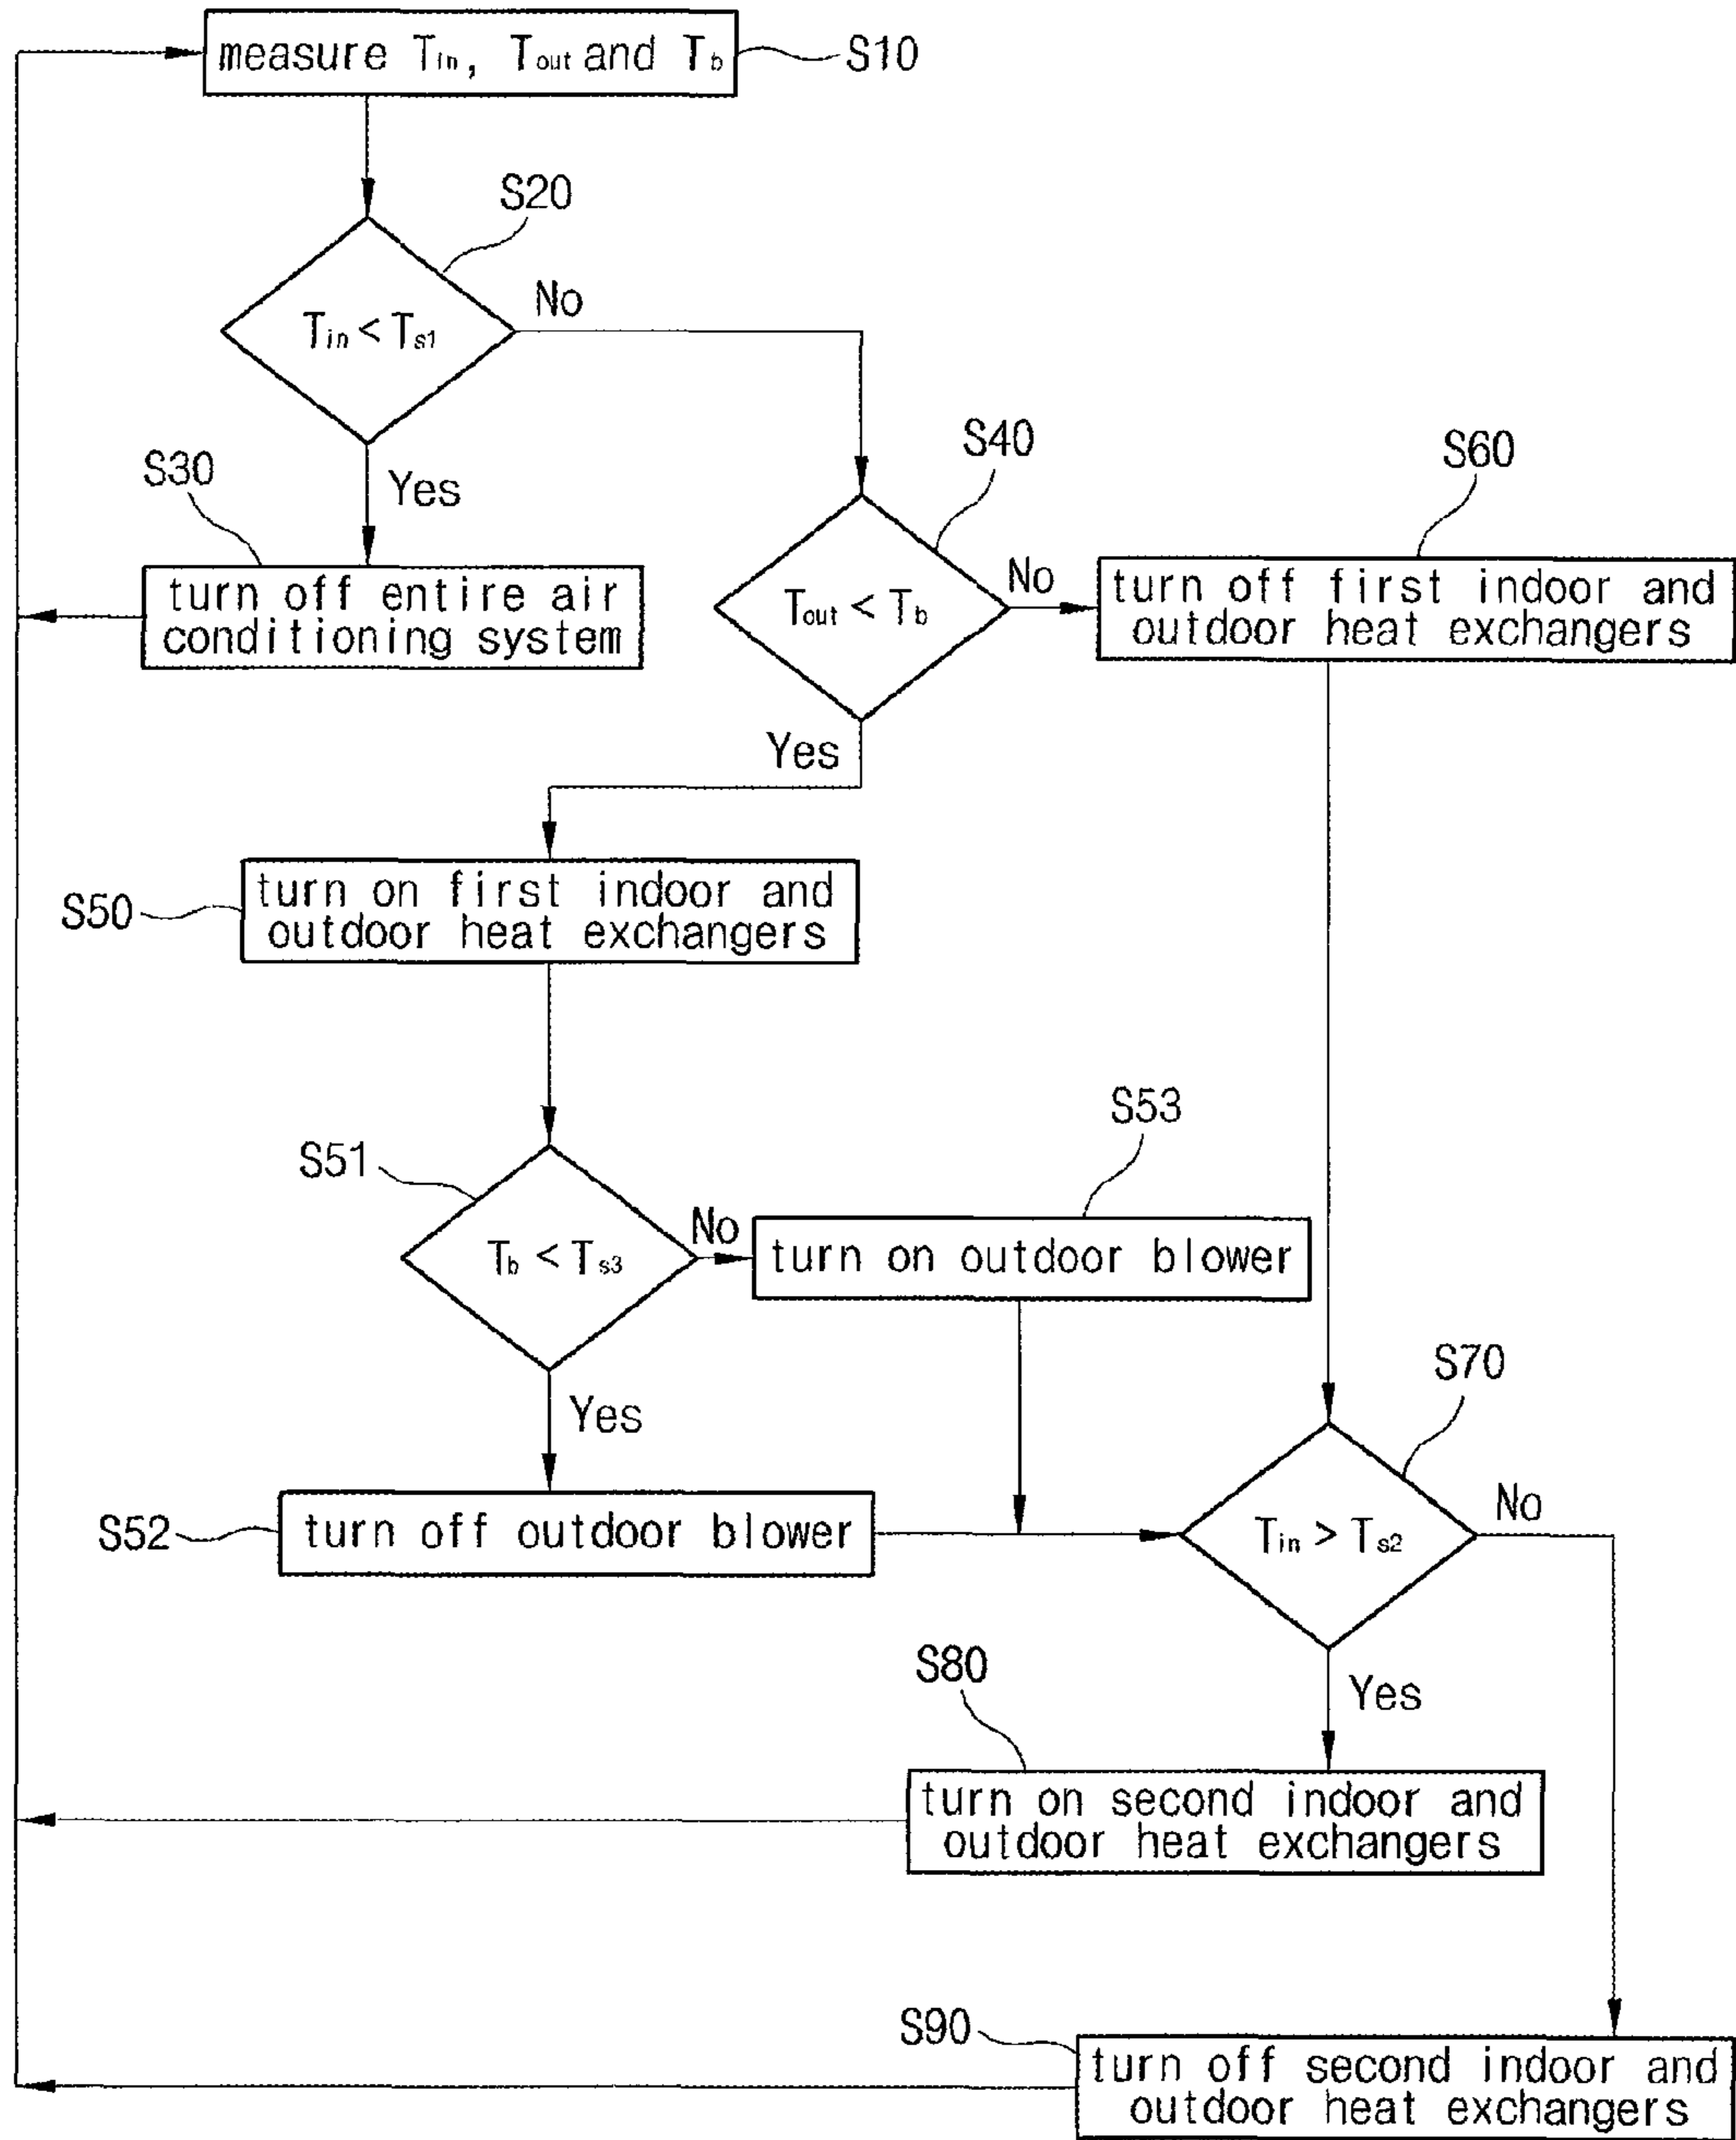 measure Tin, Tout and Tb
S10
S20
Tin < Ts1
No
Yes
S30
turn off entire air
conditioning system
S40
Tout < Tb
No
Yes
S60
turn off first indoor and
outdoor heat exchangers
S50
turn on first indoor and
outdoor heat exchangers
S51
Tb < Ts3
No
Yes
S53
turn on outdoor blower
S52
turn off outdoor blower
S70
Tin > Ts2
No
Yes
S80
turn on second indoor and
outdoor heat exchangers
S90
turn off second indoor and
outdoor heat exchangers